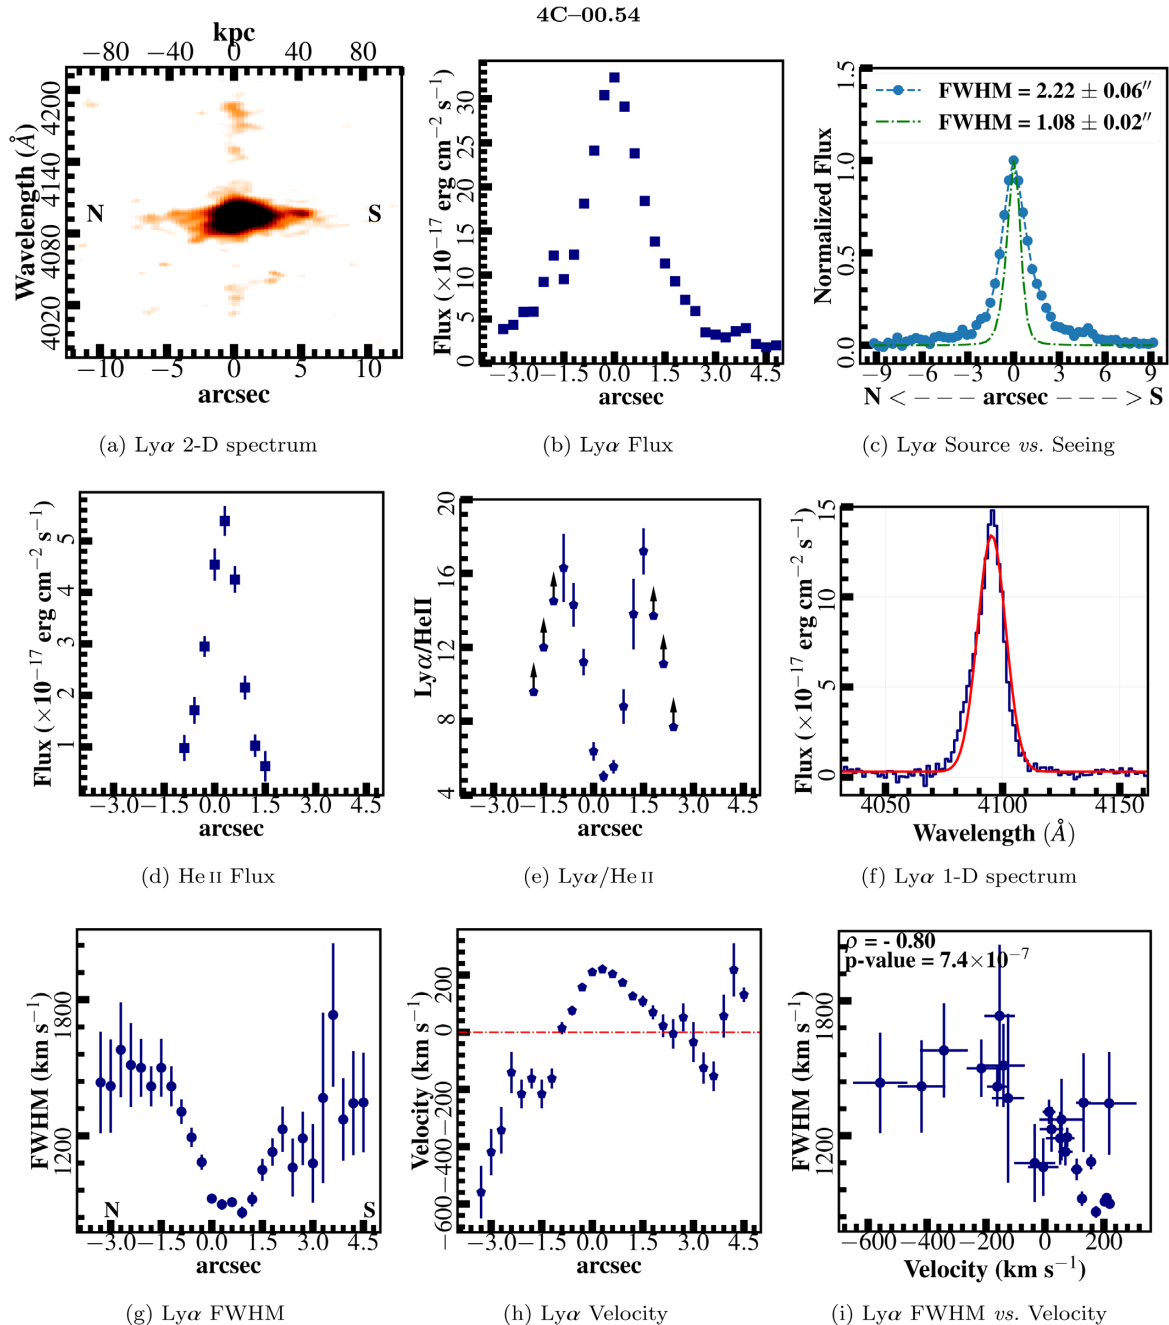 4C–00.54
kpc
−80 −40 0 40 80
Wavelength (Å)
4200
4140
4080
4020
N
S
−10 −5 0 5 10
arcsec
(a) Lyα 2-D spectrum
Flux (×10⁻¹⁷ erg cm⁻² s⁻¹)
30
25
20
15
10
5
0
−3.0 −1.5 0.0 1.5 3.0 4.5
arcsec
(b) Lyα Flux
Normalized Flux
1.5
1.0
0.5
0.0
FWHM = 2.22 ± 0.06″
FWHM = 1.08 ± 0.02″
−9 −6 −3 0 3 6 9
N < − − − arcsec − − − > S
(c) Lyα Source vs. Seeing
Flux (×10⁻¹⁷ erg cm⁻² s⁻¹)
5
4
3
2
1
−3.0 −1.5 0.0 1.5 3.0 4.5
arcsec
(d) He II Flux
Lyα/HeII
20
16
12
8
4
−3.0 −1.5 0.0 1.5 3.0 4.5
arcsec
(e) Lyα/He II
Flux (×10⁻¹⁷ erg cm⁻² s⁻¹)
15
10
5
0
4050 4100 4150
Wavelength (Å)
(f) Lyα 1-D spectrum
FWHM (km s⁻¹)
1800
1200
N
S
−3.0 −1.5 0.0 1.5 3.0 4.5
arcsec
(g) Lyα FWHM
Velocity (km s⁻¹)
200
0
−200
−400
−600
−3.0 −1.5 0.0 1.5 3.0 4.5
arcsec
(h) Lyα Velocity
FWHM (km s⁻¹)
1800
1200
ρ = - 0.80
p-value = 7.4×10⁻⁷
−600 −400 −200 0 200
Velocity (km s⁻¹)
(i) Lyα FWHM vs. Velocity